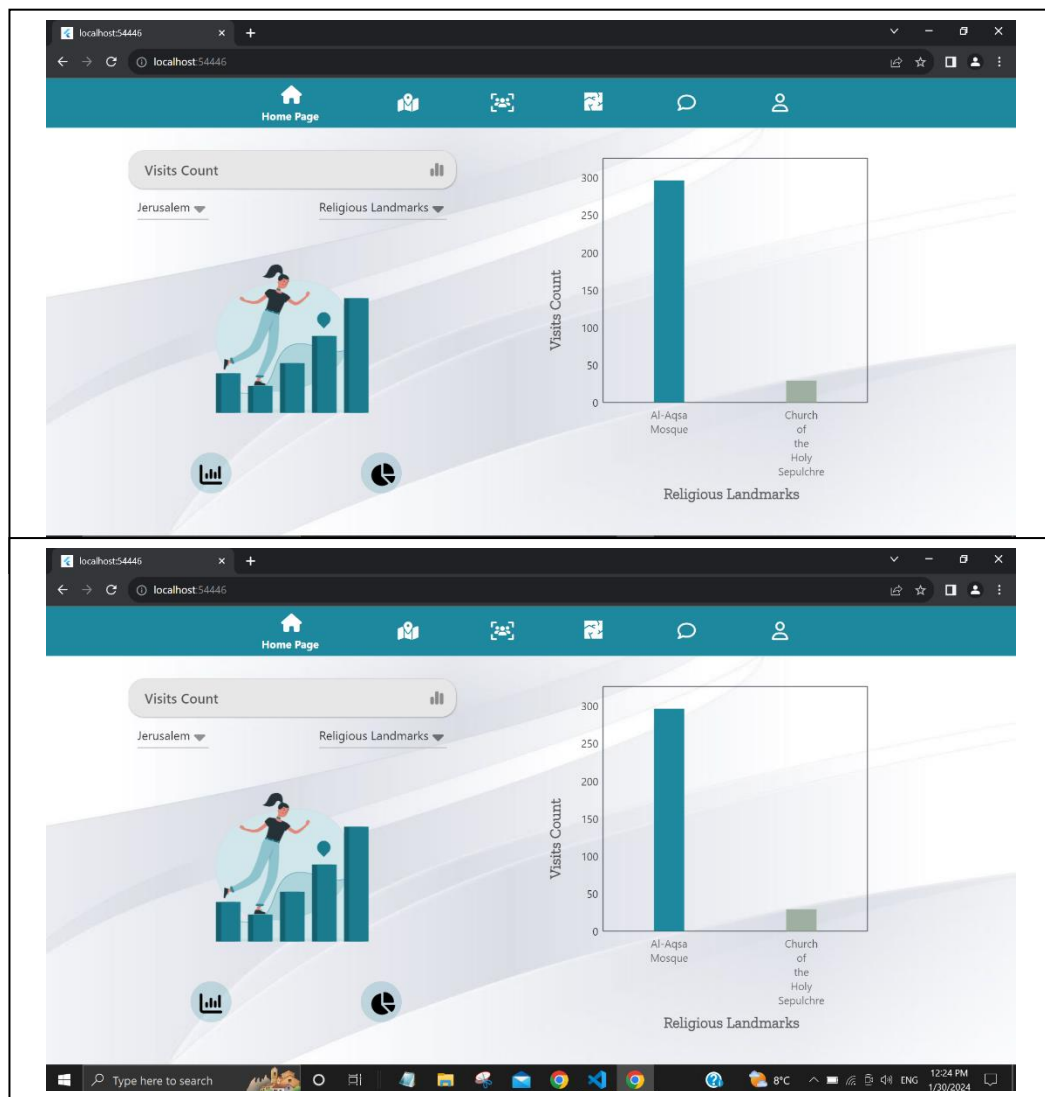 localhost:54446
localhost:54446
Home Page
Visits Count
Jerusalem
Religious Landmarks
300
250
200
150
100
50
0
Visits Count
Al-Aqsa
Mosque
Church
of
the
Holy
Sepulchre
Religious Landmarks
localhost:54446
localhost:54446
Home Page
Visits Count
Jerusalem
Religious Landmarks
300
250
200
150
100
50
0
Visits Count
Al-Aqsa
Mosque
Church
of
the
Holy
Sepulchre
Religious Landmarks
Type here to search
8°C
ENG
12:24 PM
1/30/2024